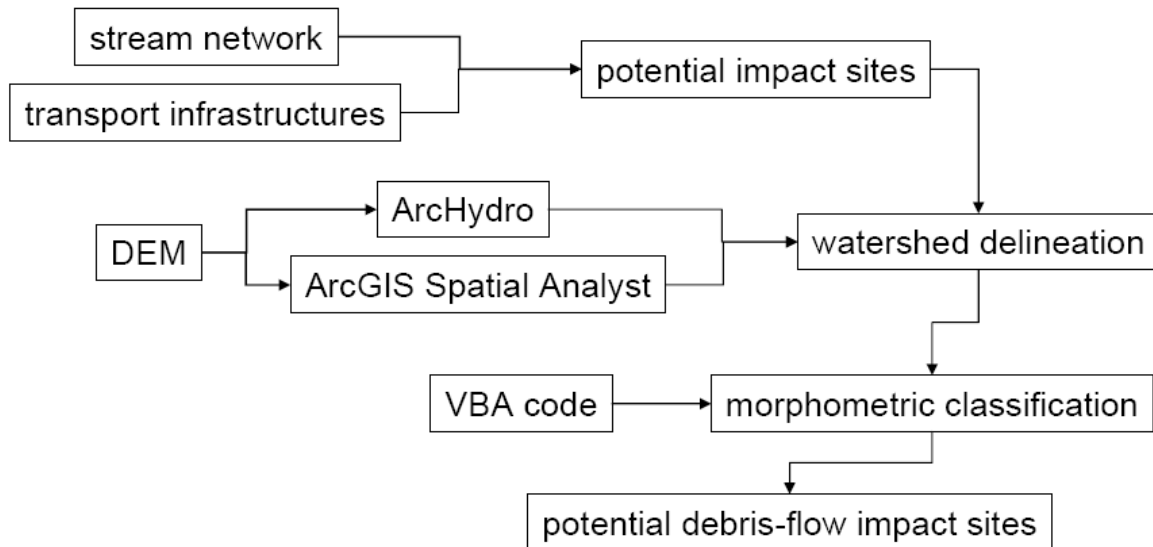 stream network
potential impact sites
transport infrastructures
ArcHydro
DEM
watershed delineation
ArcGIS Spatial Analyst
VBA code
morphometric classification
potential debris-flow impact sites